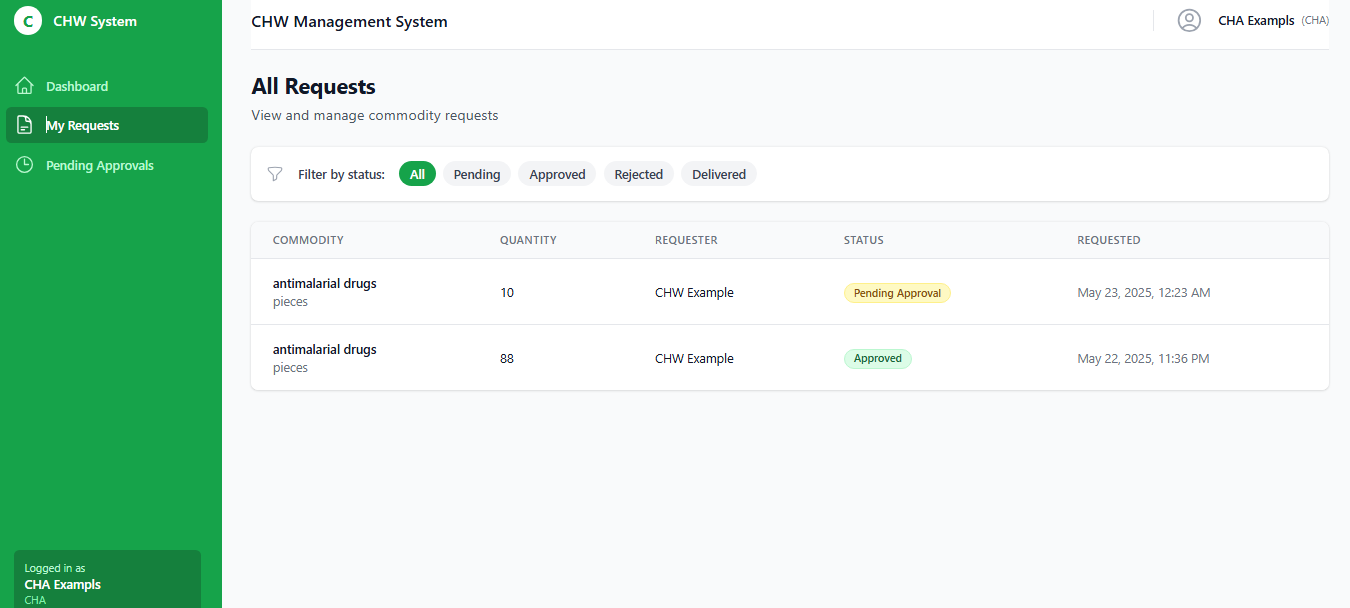 C CHW System
CHW Management System
CHA Exampls (CHA)
Dashboard
My Requests
Pending Approvals
All Requests
View and manage commodity requests
Filter by status: All Pending Approved Rejected Delivered
COMMODITY QUANTITY REQUESTER STATUS REQUESTED
antimalarial drugs
pieces
10 CHW Example Pending Approval May 23, 2025, 12:23 AM
antimalarial drugs
pieces
88 CHW Example Approved May 22, 2025, 11:36 PM
Logged in as
CHA Exampls
CHA